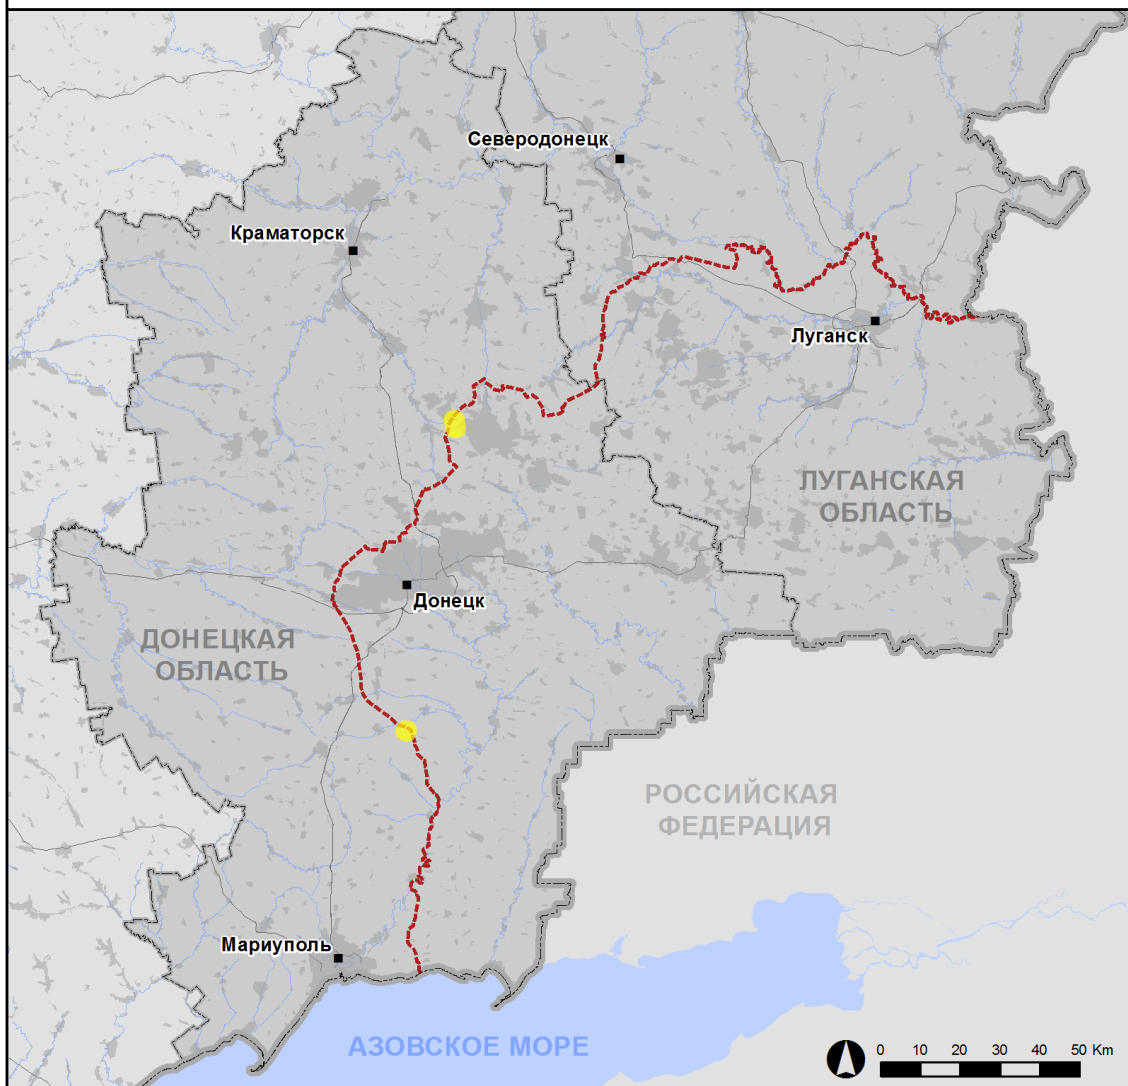 Северодонецк
Краматорск
Луганск
ЛУГАНСКАЯ
ОБЛАСТЬ
Донецк
ДОНЕЦКАЯ
ОБЛАСТЬ
РОССИЙСКАЯ
ФЕДЕРАЦИЯ
Мариуполь
АЗОВСКОЕ МОРЕ
0 10 20 30 40 50 Km